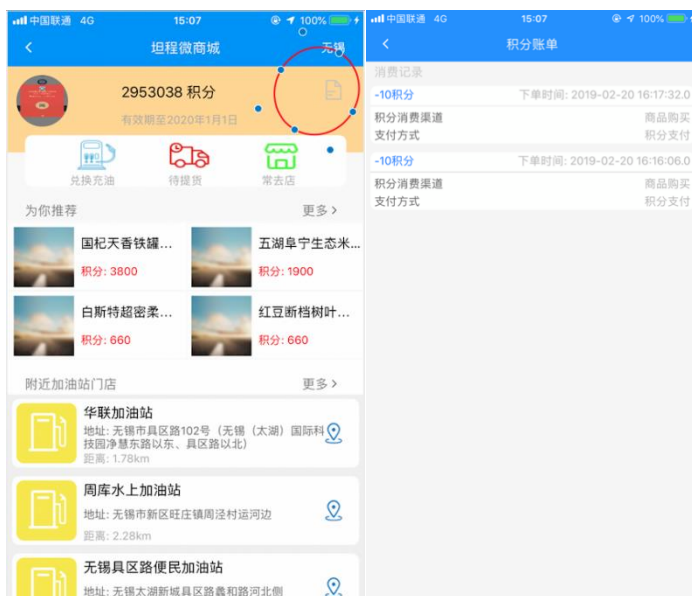 中国联通 4G 15:07 100%
坦程微商城 无锡
2953038 积分
有效期至2020年1月1日
兑换充油 待提货 常去店
为你推荐 更多
国杞天香铁罐... 五湖阜宁生态米...
积分: 3800 积分: 1900
白斯特超密柔... 红豆断档树叶...
积分: 660 积分: 660
附近加油站门店 更多
华联加油站
地址: 无锡市具区路102号（无锡（太湖）国际科
技园净慧东路以东、具区路以北）
距离: 1.78km
周库水上加油站
地址: 无锡市新区旺庄镇周泾村运河边
距离: 2.28km
无锡具区路便民加油站
地址: 无锡太湖新城具区路蠡和路河北侧
中国联通 4G 15:07 100%
积分账单
消费记录
-10积分 下单时间: 2019-02-20 16:17:32.0
积分消费渠道 商品购买
支付方式 积分支付
-10积分 下单时间: 2019-02-20 16:16:06.0
积分消费渠道 商品购买
支付方式 积分支付